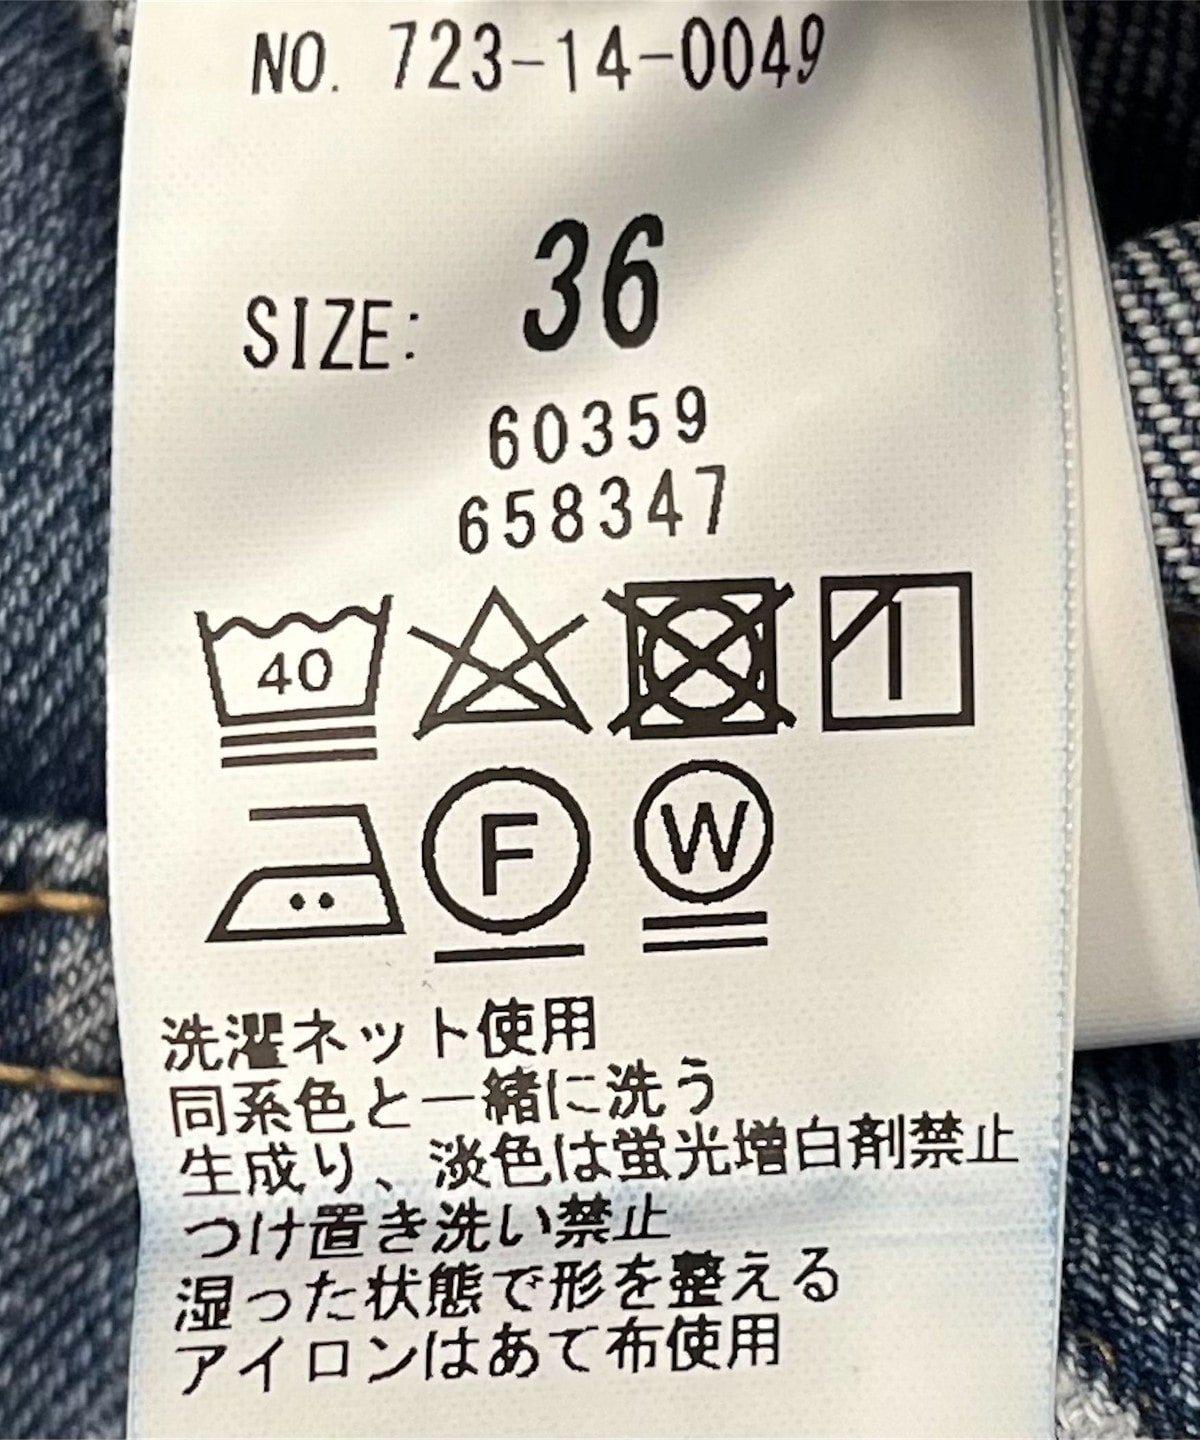 NO. 723-14-0049
SIZE: 36
60359
658347
40
F W
洗濯ネット使用
同系色と一緒に洗う
生成り、淡色は蛍光増白剤禁止
つけ置き洗い禁止
湿った状態で形を整える
アイロンはあて布使用